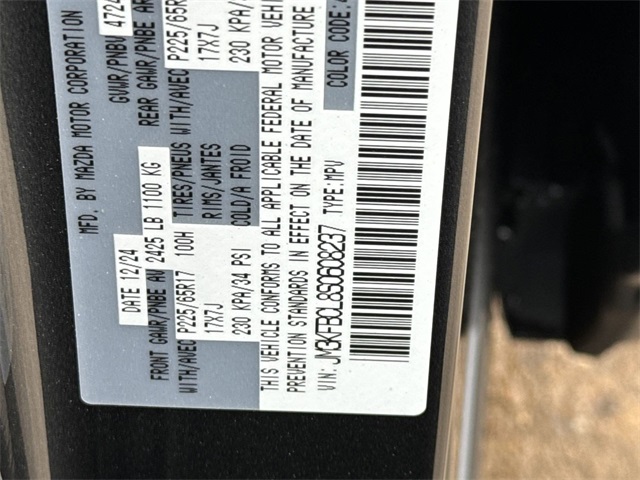 MFD. BY MAZDA MOTOR CORPORATION
DATE 12/24 GVWR/PNBV 4724
FRONT GAWR/PNBE AV 2425 LB 1100 KG REAR GAWR/PNBE AR
WITH/AVEC P225/65R17 100H TIRES/PNEUS WITH/AVEC P225/65R
17X7J RIMS/JANTES 17X7J
230 KPA/34 PSI COLD/A FROID 230 KPA/
THIS VEHICLE CONFORMS TO ALL APPLICABLE FEDERAL MOTOR VEHI
PREVENTION STANDARDS IN EFFECT ON THE DATE OF MANUFACTURE
VIN: JM3KFBCL8S0608237 TYPE:MPV COLOR CODE: